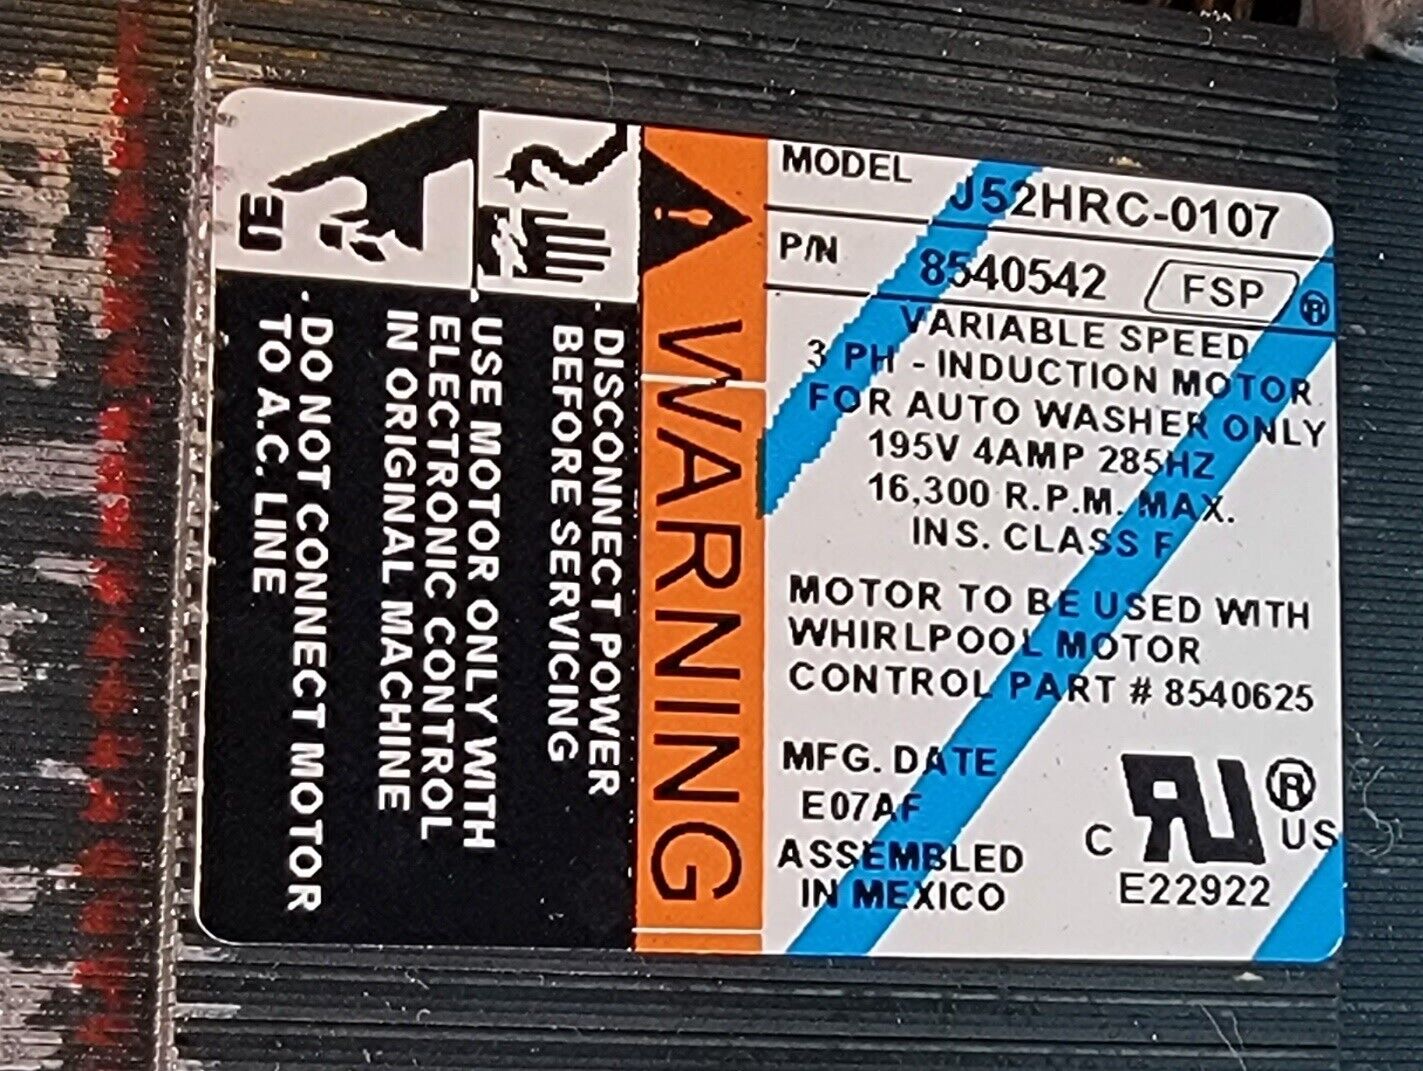 MODEL J52HRC-0107
P/N 8540542 FSP ®
VARIABLE SPEED
3 PH - INDUCTION MOTOR
FOR AUTO WASHER ONLY
195V 4AMP 285HZ
16,300 R.P.M. MAX.
INS. CLASS F
MOTOR TO BE USED WITH
WHIRLPOOL MOTOR
CONTROL PART # 8540625
MFG. DATE
E07AF
ASSEMBLED
IN MEXICO
C RU ® US
E22922
WARNING
DISCONNECT POWER
BEFORE SERVICING
USE MOTOR ONLY WITH
ELECTRONIC CONTROL
IN ORIGINAL MACHINE
DO NOT CONNECT MOTOR
TO A.C. LINE